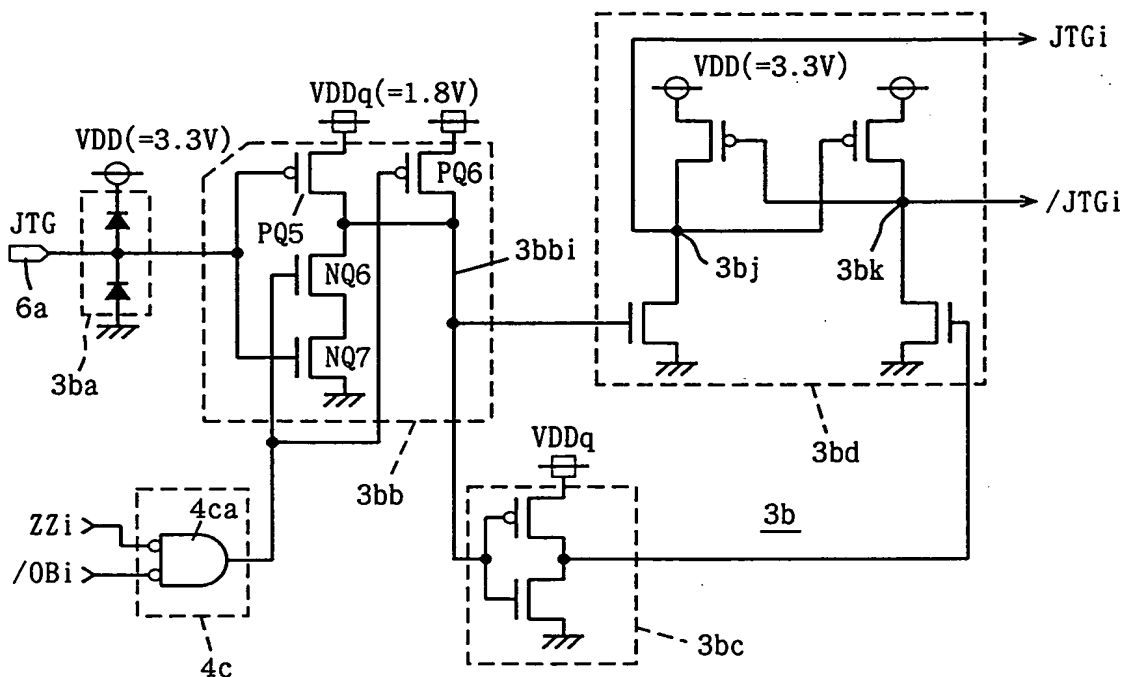 JTGi
VDD(=3.3V)
VDDq(=1.8V)
VDD(=3.3V)
PQ6
JTG
/JTGi
PQ5
3bbi
3bj
3bk
6a
NQ6
NQ7
3ba
3bd
VDDq
3bb
4ca
ZZi
3b
/OBi
3bc
4c